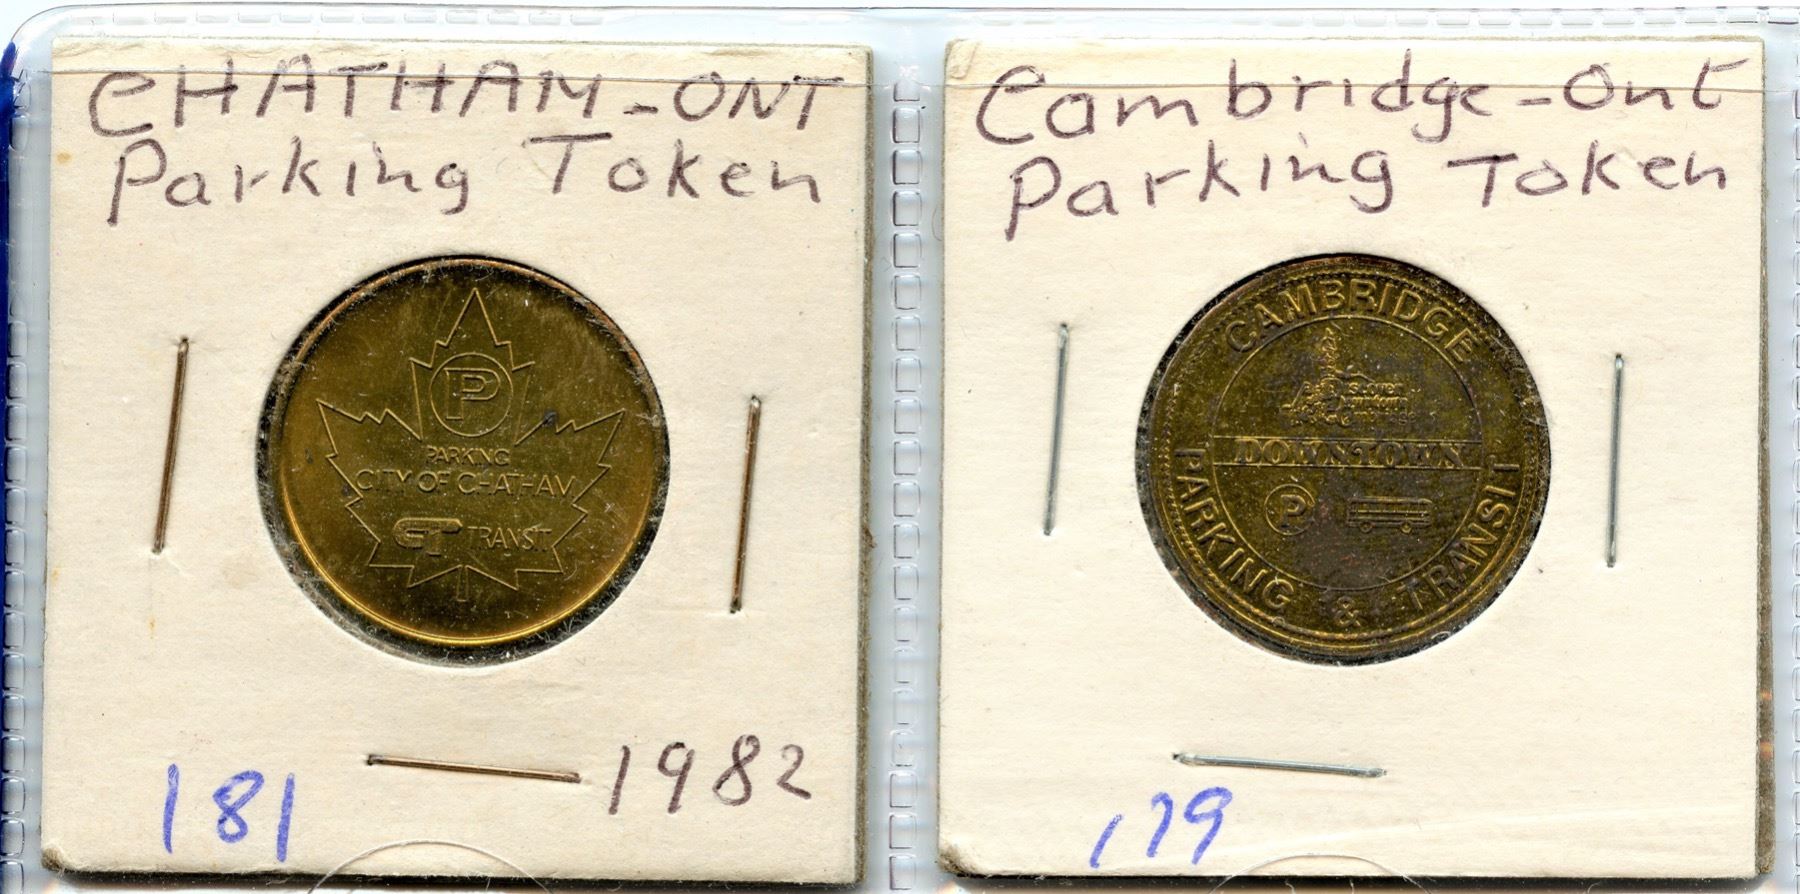 CHATHAM-ONT
Parking Token
P
PARKING
CITY OF CHATHAM
CT TRANSIT
181
1982
Cambridge-Ont
Parking Token
CAMBRIDGE
DOWNTOWN
P
PARKING & TRANSIT
179